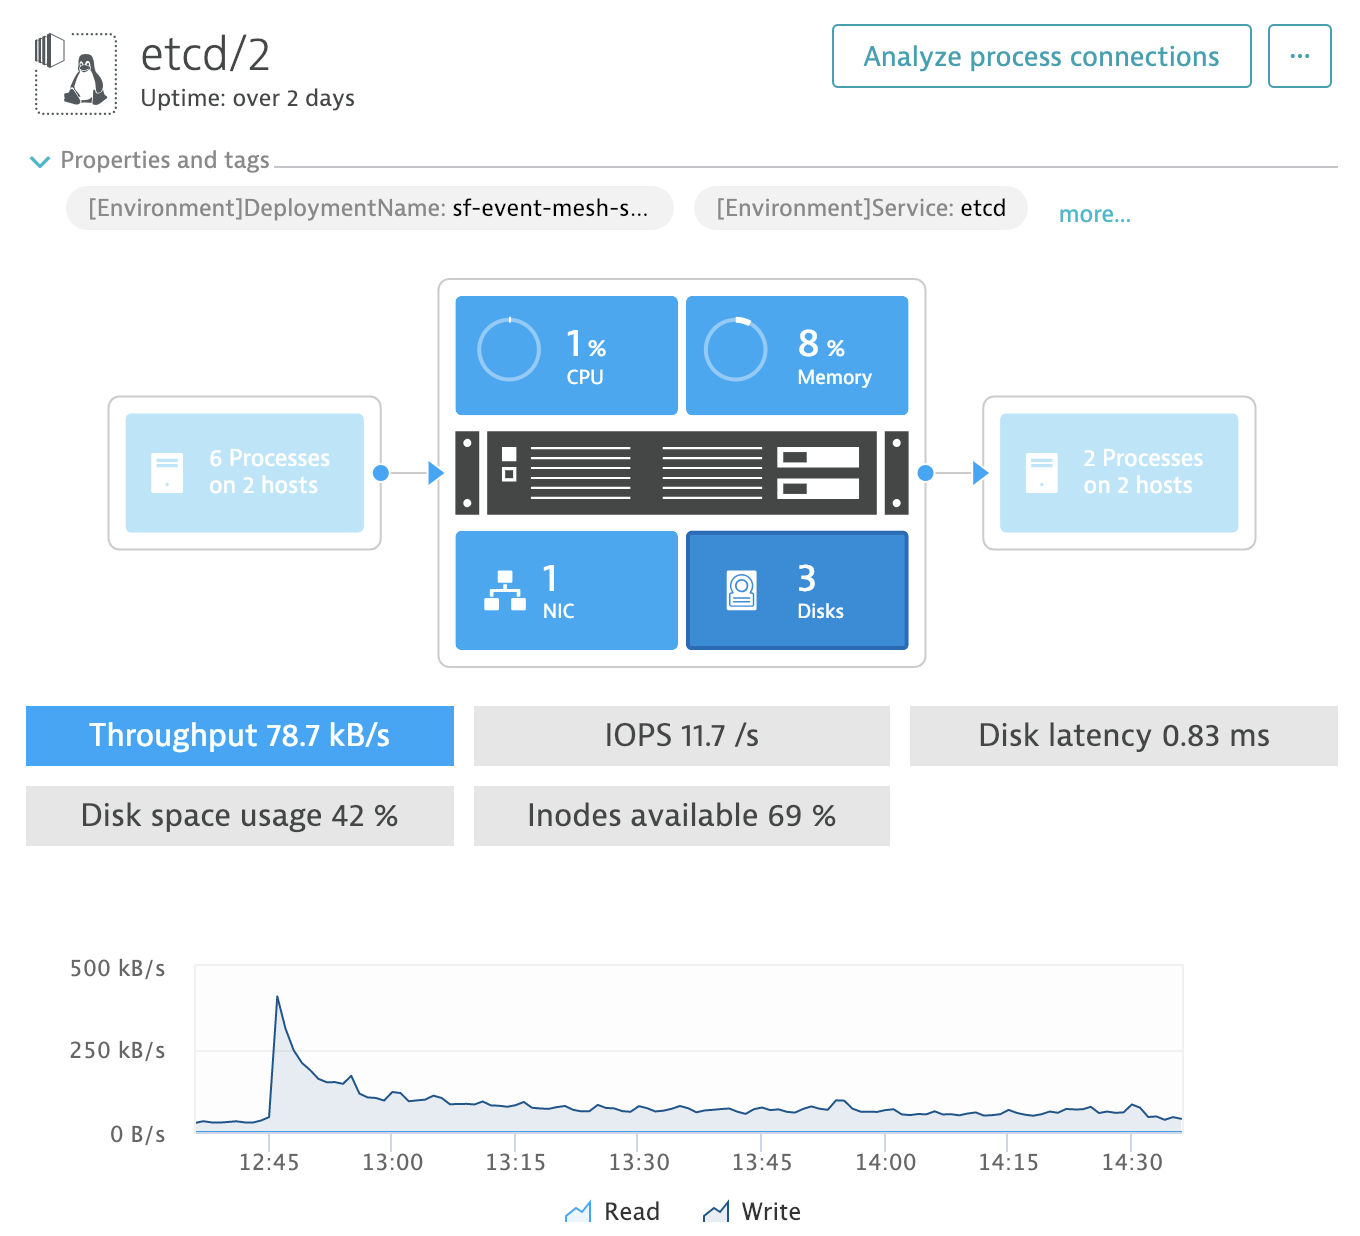 etcd/2
Uptime: over 2 days
Analyze process connections
...
Properties and tags
[Environment]DeploymentName: sf-event-mesh-s...
[Environment]Service: etcd
more...
1 %
CPU
8 %
Memory
6 Processes
on 2 hosts
2 Processes
on 2 hosts
1
NIC
3
Disks
Throughput 78.7 kB/s
IOPS 11.7 /s
Disk latency 0.83 ms
Disk space usage 42 %
Inodes available 69 %
500 kB/s
250 kB/s
0 B/s
12:45
13:00
13:15
13:30
13:45
14:00
14:15
14:30
Read
Write